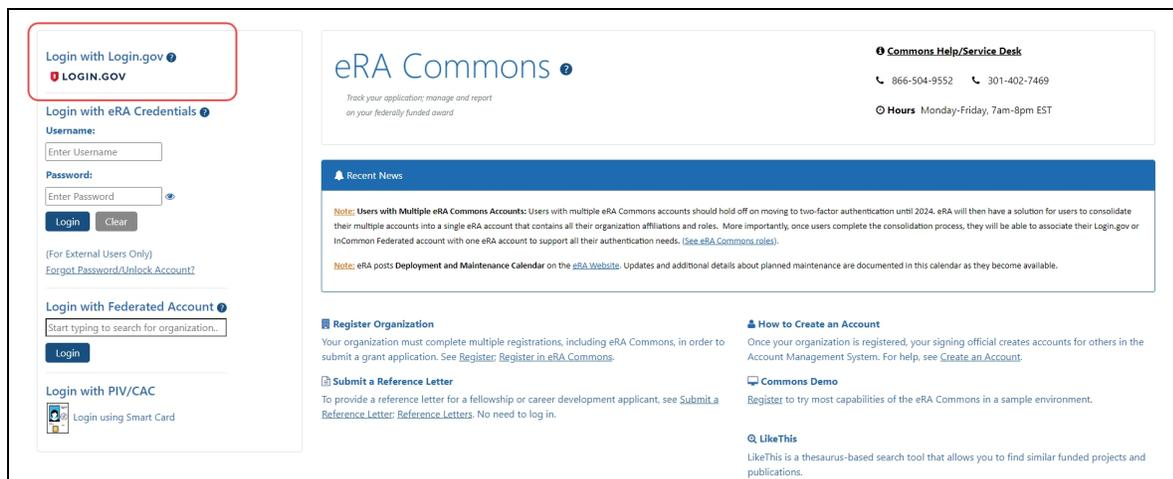 Login with Login.gov
LOGIN.GOV
Login with eRA Credentials
Username:
Enter Username
Password:
Enter Password
Login Clear
(For External Users Only)
Forgot Password/Unlock Account?
Login with Federated Account
Start typing to search for organization..
Login
Login with PIV/CAC
Login using Smart Card
eRA Commons
Track your application; manage and report
on your federally funded award
Commons Help/Service Desk
866-504-9552 301-402-7469
Hours Monday-Friday, 7am-8pm EST
Recent News
Note: Users with Multiple eRA Commons Accounts: Users with multiple eRA Commons accounts should hold off on moving to two-factor authentication until 2024. eRA will then have a solution for users to consolidate
their multiple accounts into a single eRA account that contains all their organization affiliations and roles. Moreover, once users complete the consolidation process, they will be able to associate their Login.gov or
InCommon Federated account with one eRA account to support all their authentication needs. (See eRA Commons roles).
Note: eRA posts Deployment and Maintenance Calendar on the eRA Website. Updates and additional details about planned maintenance are documented in this calendar as they become available.
Register Organization
Your organization must complete multiple registrations, including eRA Commons, in order to
submit a grant application. See Register; Register in eRA Commons.
Submit a Reference Letter
To provide a reference letter for a fellowship or career development applicant, see Submit a
Reference Letter; Reference Letters. No need to log in.
How to Create an Account
Once your organization is registered, your signing official creates accounts for others in the
Account Management System. For help, see Create an Account.
Commons Demo
Register to try most capabilities of the eRA Commons in a sample environment.
LikeThis
LikeThis is a thesaurus-based search tool that allows you to find similar funded projects and
publications.